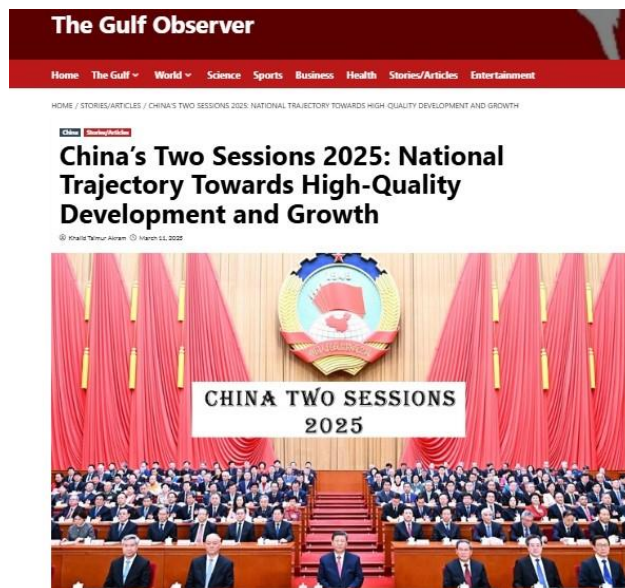 The Gulf Observer
Home The Gulf World Science Sports Business Health Stories/Articles Entertainment
HOME / STORIES/ARTICLES / CHINA'S TWO SESSIONS 2025: NATIONAL TRAJECTORY TOWARDS HIGH-QUALITY DEVELOPMENT AND GROWTH
China Stories/Articles
China's Two Sessions 2025: National
Trajectory Towards High-Quality
Development and Growth
Khalid Taimur Akram March 11, 2025
CHINA TWO SESSIONS
2025